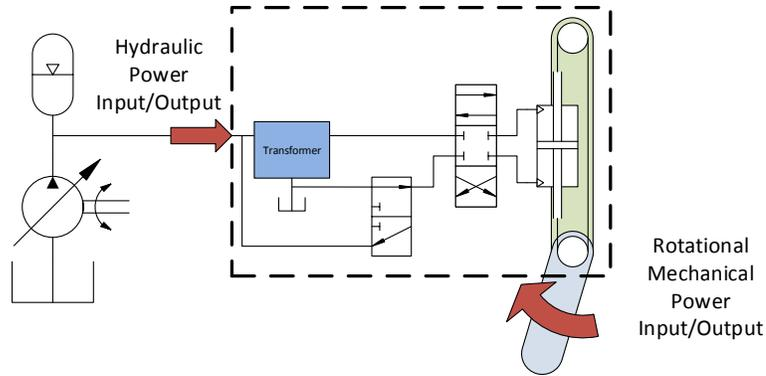 Hydraulic
Power
Input/Output
Transformer
Rotational
Mechanical
Power
Input/Output